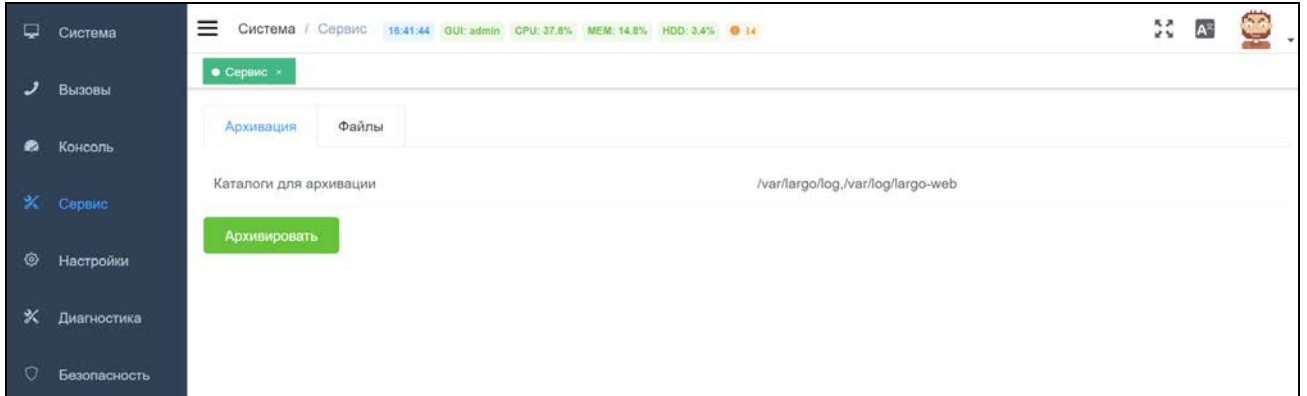 Система
Вызовы
Консоль
Сервис
Настройки
Диагностика
Безопасность
Система / Сервис 16:41:44 GUI: admin CPU: 37.8% MEM: 14.8% HDD: 3.4% 14
Сервис ×
Архивация Файлы
Каталоги для архивации /var/largo/log,/var/log/largo-web
Архивировать